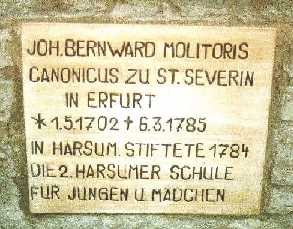 JOH. BERNWARD MOLITORIS
CANONICUS ZU ST. SEVERIN
IN ERFURT
* 1.5.1702 † 6.3.1785
IN HARSUM. STIFTETE 1784
DIE 2. HARSUMER SCHULE
FÜR JUNGEN U. MÄDCHEN